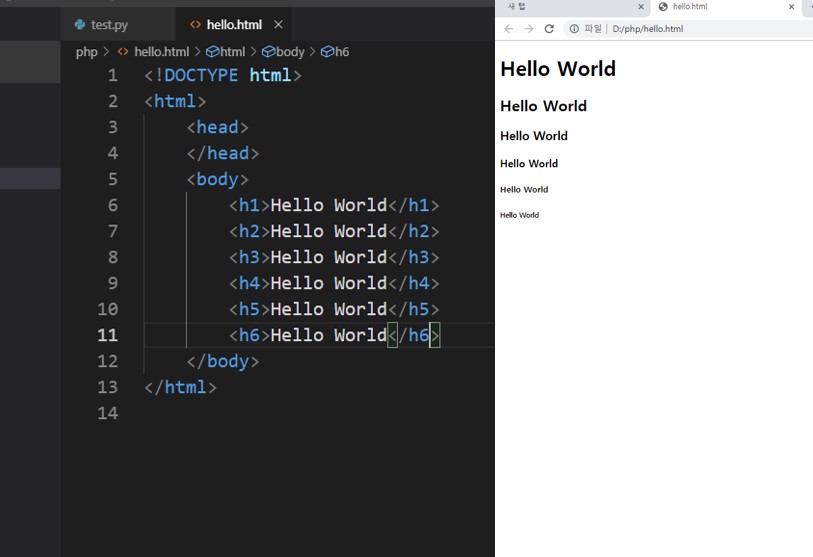 test.py
hello.html
php > hello.html > html > body > h6
1 <!DOCTYPE html>
2 <html>
3 <head>
4 </head>
5 <body>
6 <h1>Hello World</h1>
7 <h2>Hello World</h2>
8 <h3>Hello World</h3>
9 <h4>Hello World</h4>
10 <h5>Hello World</h5>
11 <h6>Hello World</h6>
12 </body>
13 </html>
14
새 탭
hello.html
파일 | D:/php/hello.html
Hello World
Hello World
Hello World
Hello World
Hello World
Hello World